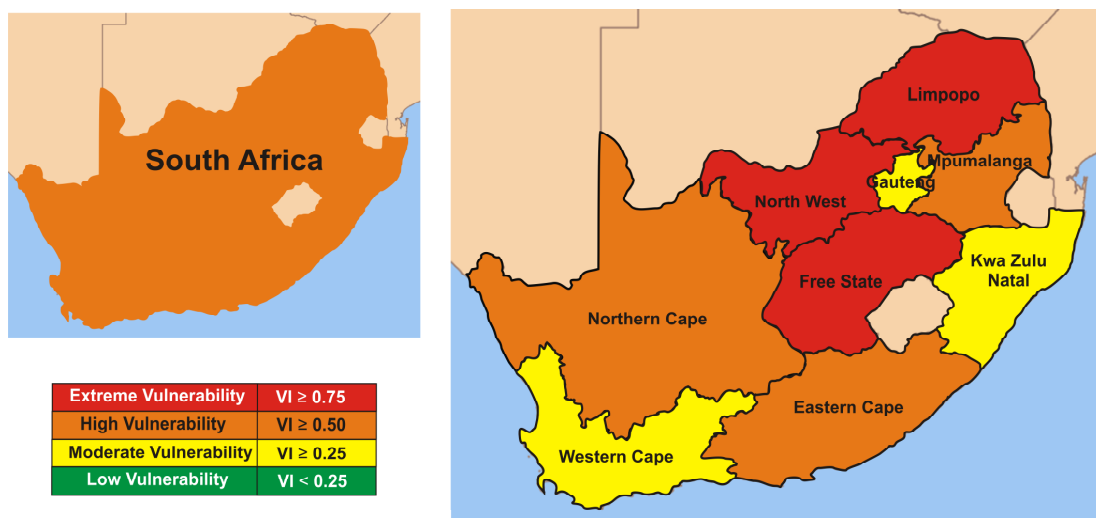 South Africa
Extreme Vulnerability VI ≥ 0.75
High Vulnerability VI ≥ 0.50
Moderate Vulnerability VI ≥ 0.25
Low Vulnerability VI < 0.25
Limpopo
Mpumalanga
Gauteng
North West
Kwa Zulu
Natal
Free State
Northern Cape
Eastern Cape
Western Cape